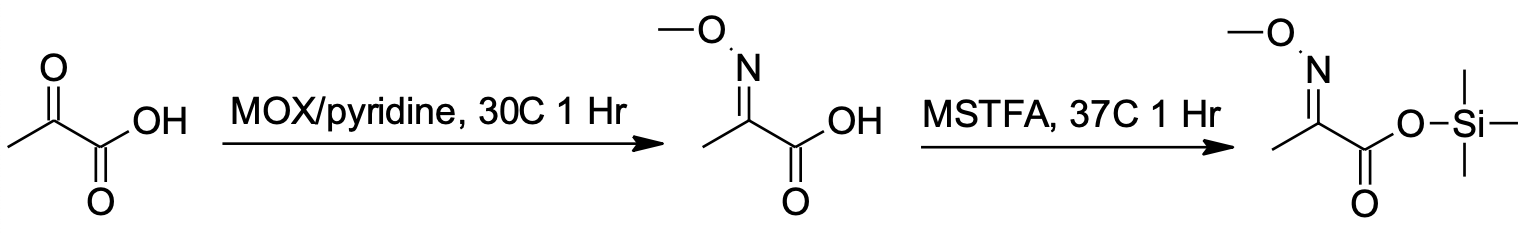 O
OH
O
MOX/pyridine, 30C 1 Hr
O
N
OH
O
MSTFA, 37C 1 Hr
O
N
O
Si
O